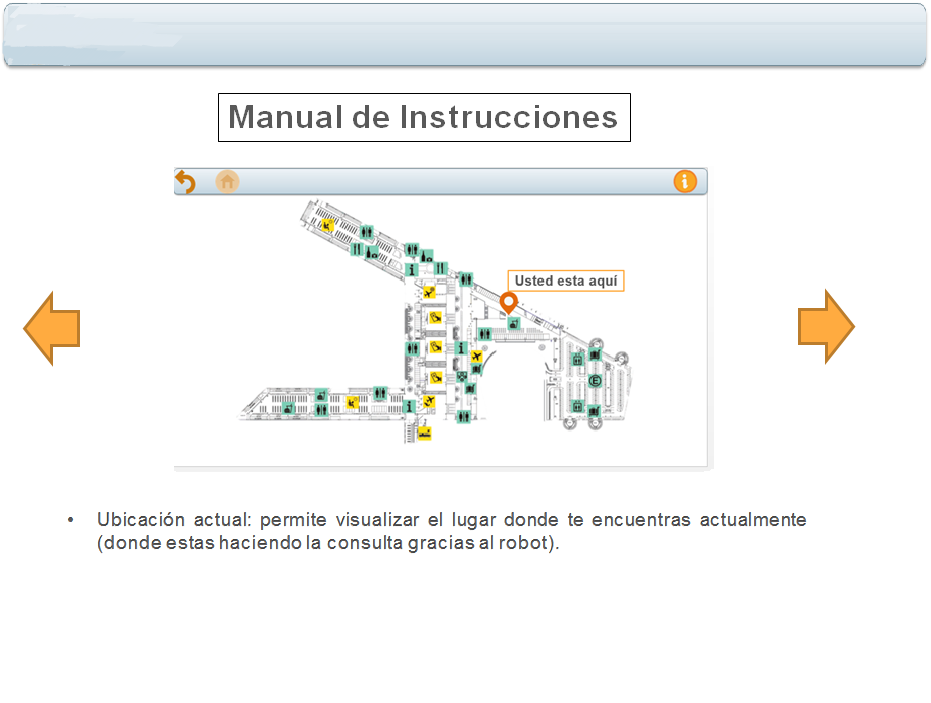 Manual de Instrucciones
Usted esta aquí
• Ubicación actual: permite visualizar el lugar donde te encuentras actualmente
(donde estas haciendo la consulta gracias al robot).